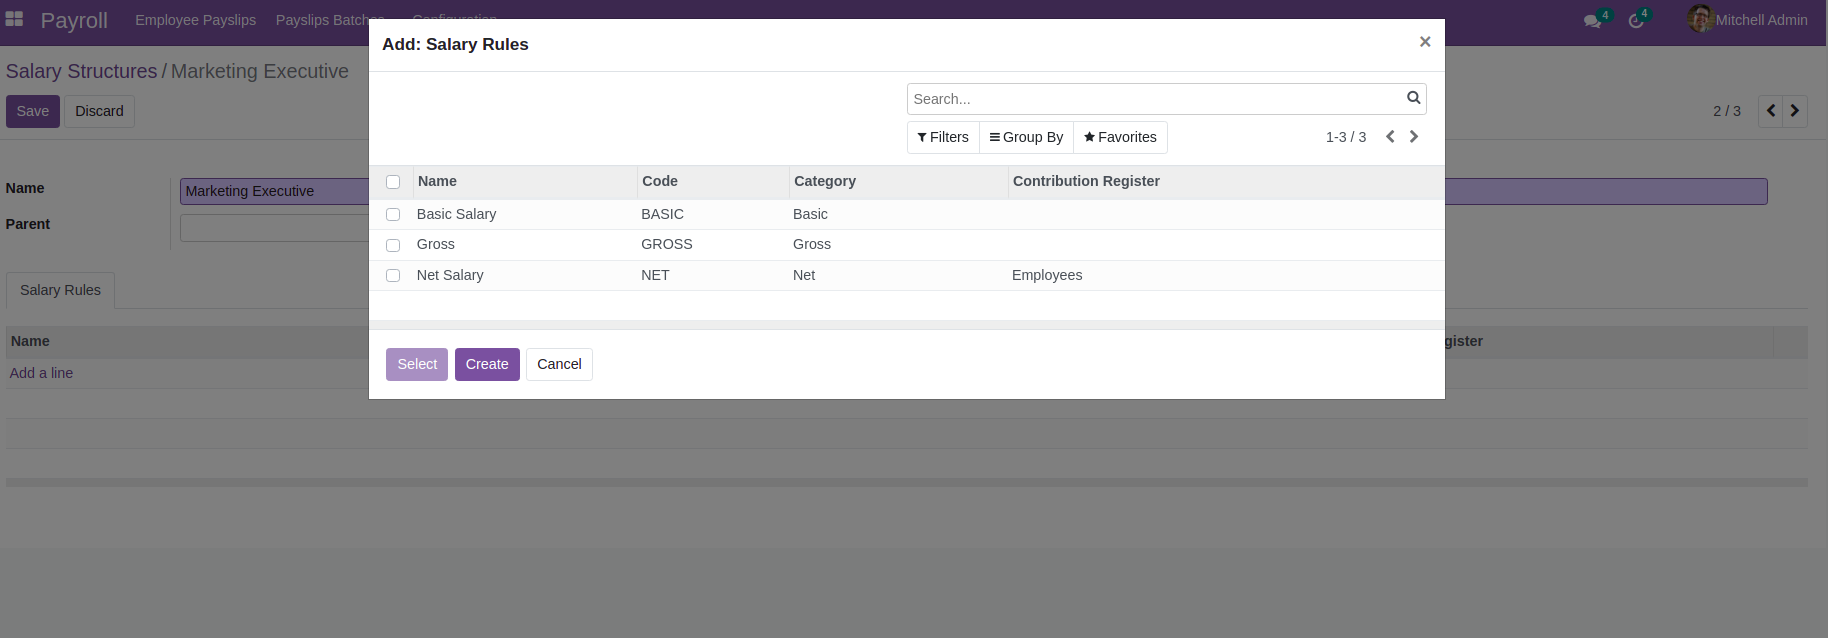 Payroll Employee Payslips Payslips Batches Configuration 4 4 Mitchell Admin
Add: Salary Rules ×
Salary Structures / Marketing Executive
Search...
Save Discard 2 / 3
Filters Group By Favorites 1-3 / 3
Name Code Category Contribution Register
Name Marketing Executive
Basic Salary BASIC Basic
Parent
Gross GROSS Gross
Net Salary NET Net Employees
Salary Rules
Name gister
Select Create Cancel
Add a line